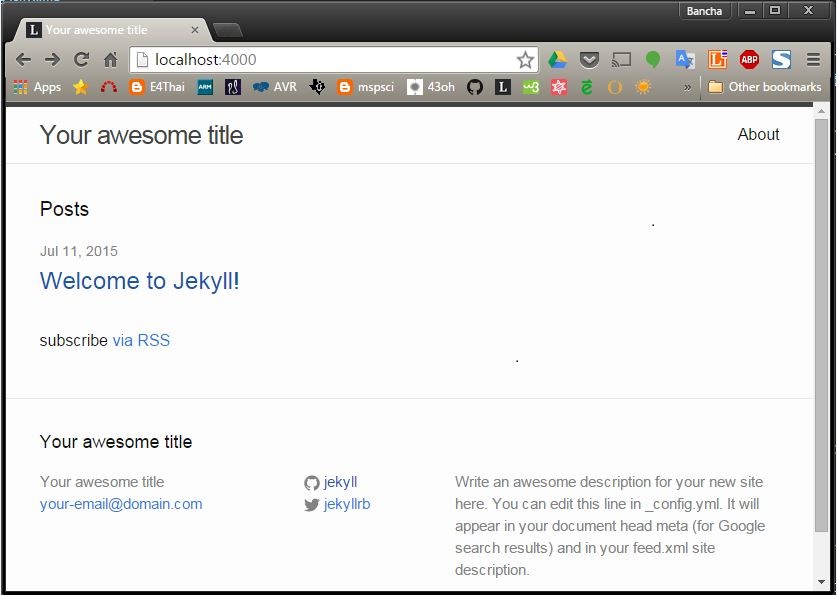 Bancha
Your awesome title
localhost:4000
Apps E4Thai ARM AVR mspsci 43oh L w3 » Other bookmarks
Your awesome title About
Posts
Jul 11, 2015
Welcome to Jekyll!
subscribe via RSS
Your awesome title
Your awesome title
your-email@domain.com
jekyll
jekyllrb
Write an awesome description for your new site
here. You can edit this line in _config.yml. It will
appear in your document head meta (for Google
search results) and in your feed.xml site
description.